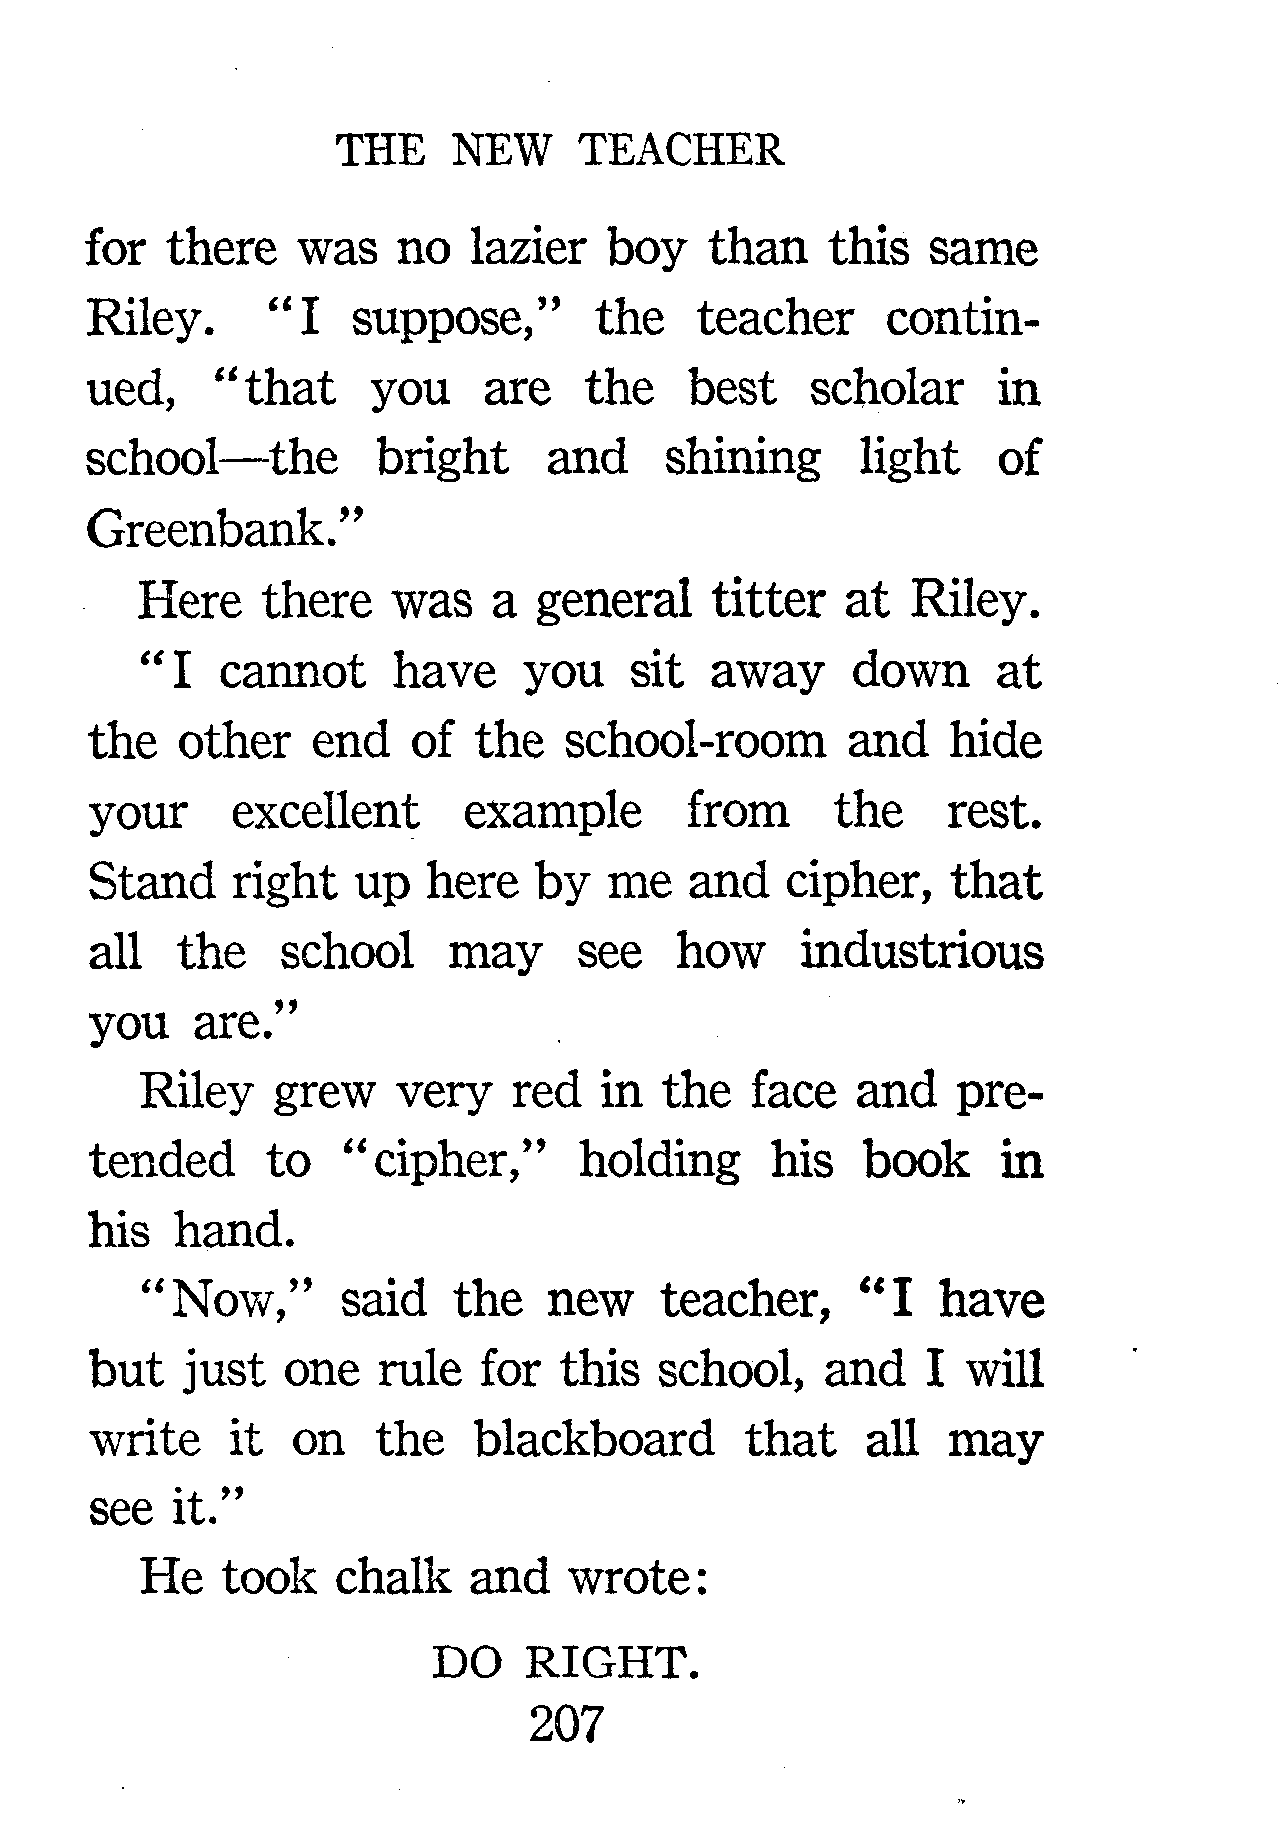 THE NEW TEACHER
for there was no lazier boy than this same
Riley. "I suppose," the teacher contin-
ued, "that you are the best scholar in
school—the bright and shining light of
Greenbank."
Here there was a general titter at Riley.
"I cannot have you sit away down at
the other end of the school-room and hide
your excellent example from the rest.
Stand right up here by me and cipher, that
all the school may see how industrious
you are."
Riley grew very red in the face and pre-
tended to "cipher," holding his book in
his hand.
"Now," said the new teacher, "I have
but just one rule for this school, and I will
write it on the blackboard that all may
see it."
He took chalk and wrote:
DO RIGHT.
207